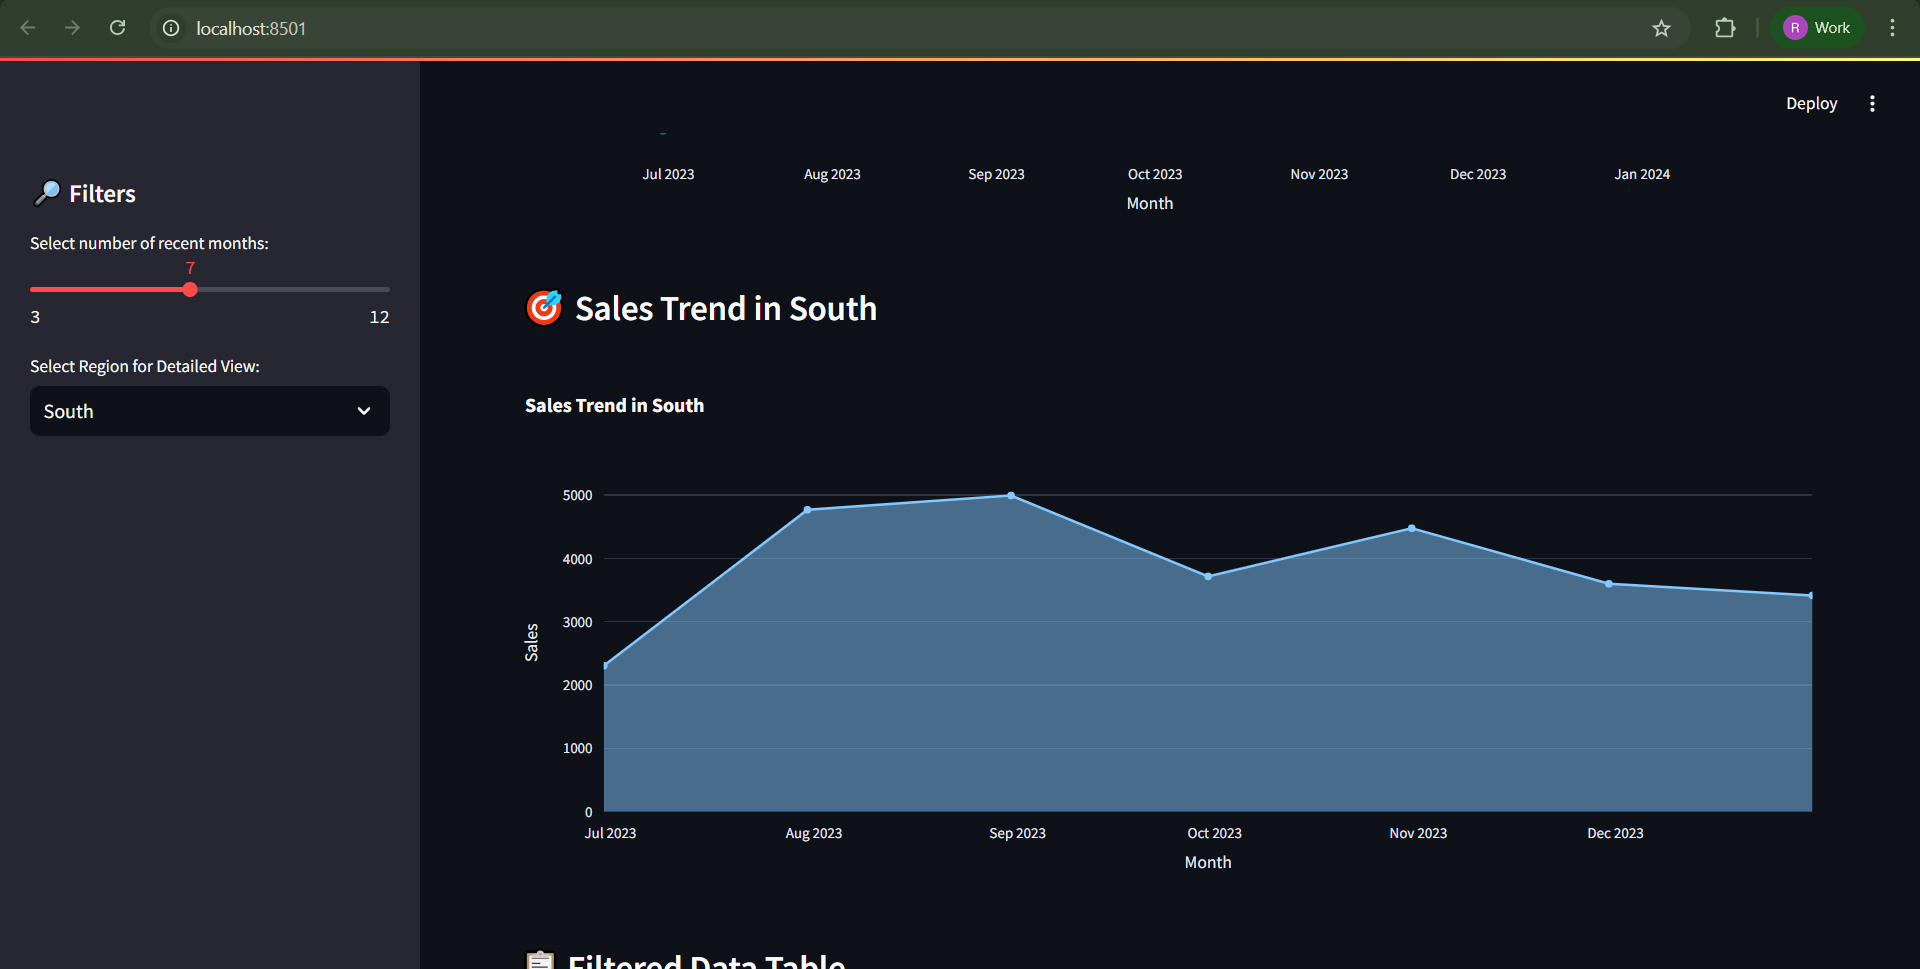 localhost:8501
R Work
Deploy
Filters
Select number of recent months:
7
3 12
Select Region for Detailed View:
South
Jul 2023 Aug 2023 Sep 2023 Oct 2023 Nov 2023 Dec 2023 Jan 2024
Month
Sales Trend in South
Sales Trend in South
Sales
5000
4000
3000
2000
1000
0
Jul 2023 Aug 2023 Sep 2023 Oct 2023 Nov 2023 Dec 2023
Month
Filtered Data Table